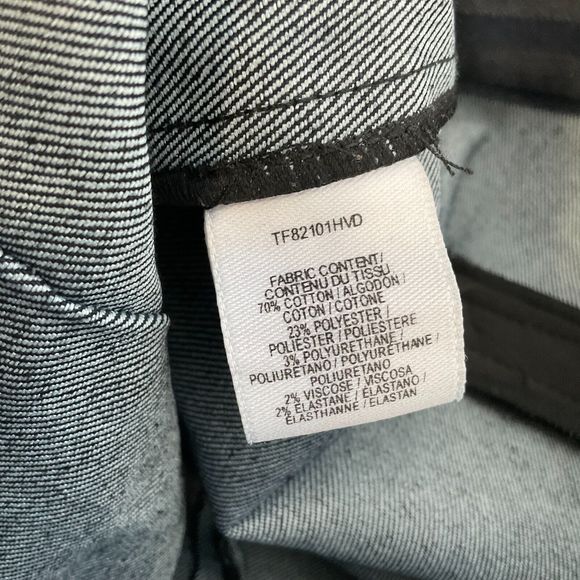 TF82101HVD
FABRIC CONTENT/
CONTENU DU TISSU
70% COTTON / ALGODÓN /
COTON / COTONE
23% POLYESTER /
POLIESTER / POLIESTERE
3% POLYURETHANE /
POLIURETANO / POLYURÉTHANE /
POLIURETANO
2% VISCOSE / VISCOSA
2% ELASTANE / ELASTANO /
ÉLASTHANNE / ELASTAN